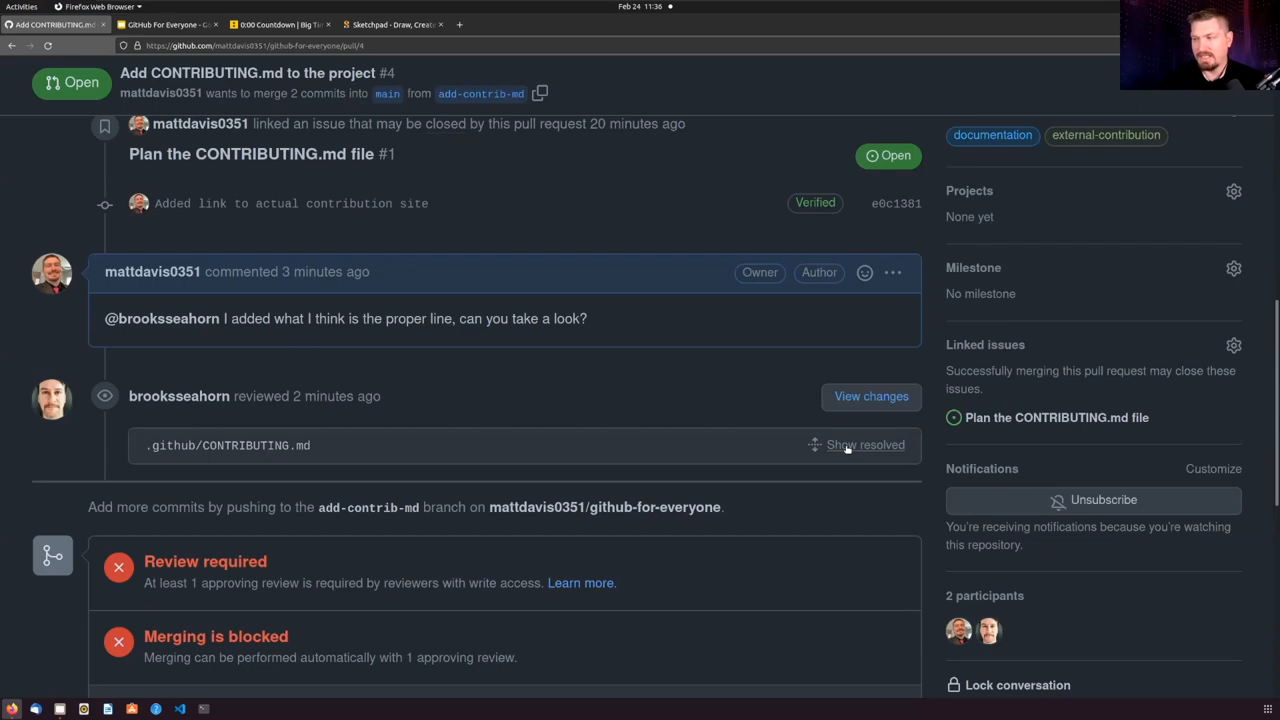 Activities
Firefox Web Browser
Feb 24 11:36
Add CONTRIBUTING.md
GitHub For Everyone - Go
0:00 Countdown | Big Tim
Sketchpad - Draw, Create
https://github.com/mattdavis0351/github-for-everyone/pull/4
Open
Add CONTRIBUTING.md to the project #4
mattdavis0351 wants to merge 2 commits into main from add-contrib-md
mattdavis0351 linked an issue that may be closed by this pull request 20 minutes ago
Plan the CONTRIBUTING.md file #1
Open
Added link to actual contribution site
Verified
e0c1381
mattdavis0351 commented 3 minutes ago
Owner
Author
@brooksseahorn I added what I think is the proper line, can you take a look?
brooksseahorn reviewed 2 minutes ago
View changes
.github/CONTRIBUTING.md
Show resolved
Add more commits by pushing to the add-contrib-md branch on mattdavis0351/github-for-everyone.
Review required
At least 1 approving review is required by reviewers with write access. Learn more.
Merging is blocked
Merging can be performed automatically with 1 approving review.
documentation
external-contribution
Projects
None yet
Milestone
No milestone
Linked issues
Successfully merging this pull request may close these
issues.
Plan the CONTRIBUTING.md file
Notifications
Customize
Unsubscribe
You're receiving notifications because you're watching
this repository.
2 participants
Lock conversation